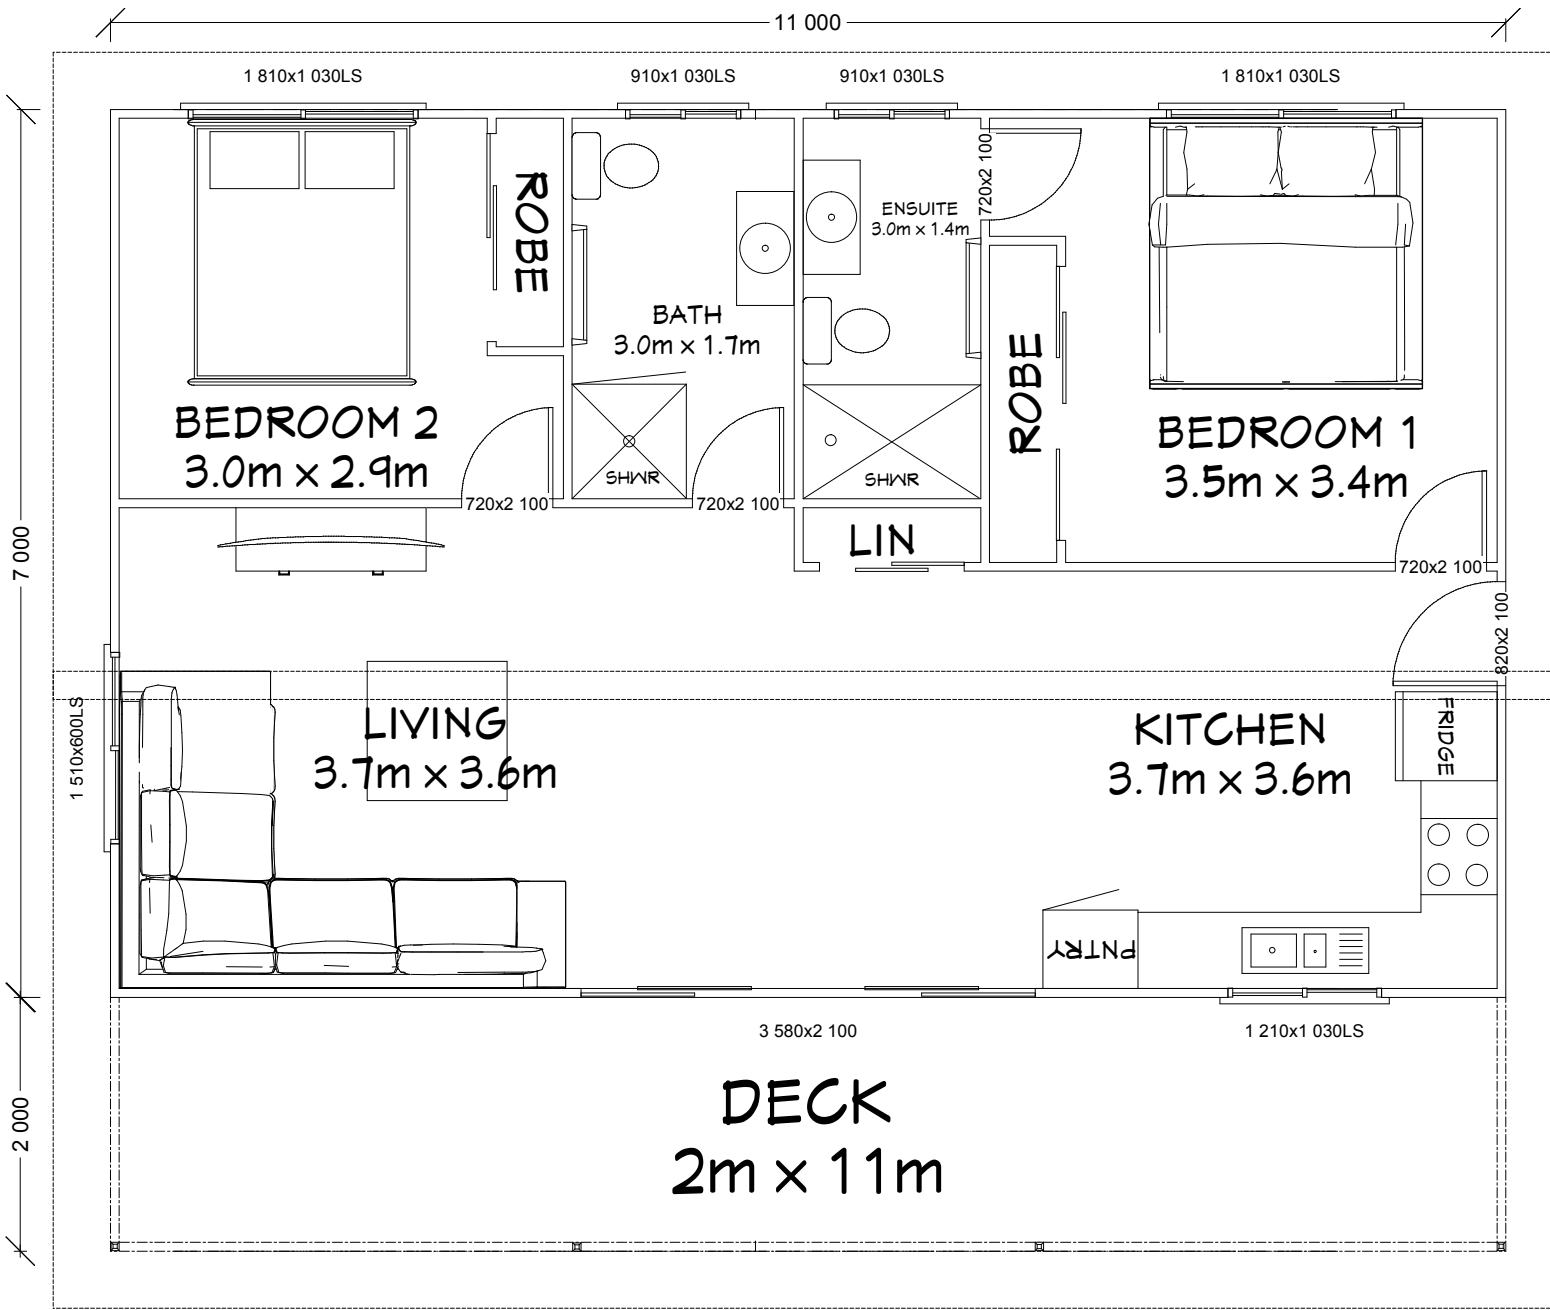 11 000
1 810x1 030LS
910x1 030LS
910x1 030LS
1 810x1 030LS
720x2 100
ROBE
ENSUITE
3.0m x 1.4m
BATH
3.0m x 1.7m
ROBE
BEDROOM 2
3.0m x 2.9m
BEDROOM 1
3.5m x 3.4m
SHWR
SHWR
720x2 100
720x2 100
LIN
720x2 100
7 000
820x2 100
1 510x600LS
LIVING
3.7m x 3.6m
KITCHEN
3.7m x 3.6m
FRIDGE
PNTRY
3 580x2 100
1 210x1 030LS
DECK
2m x 11m
2 000